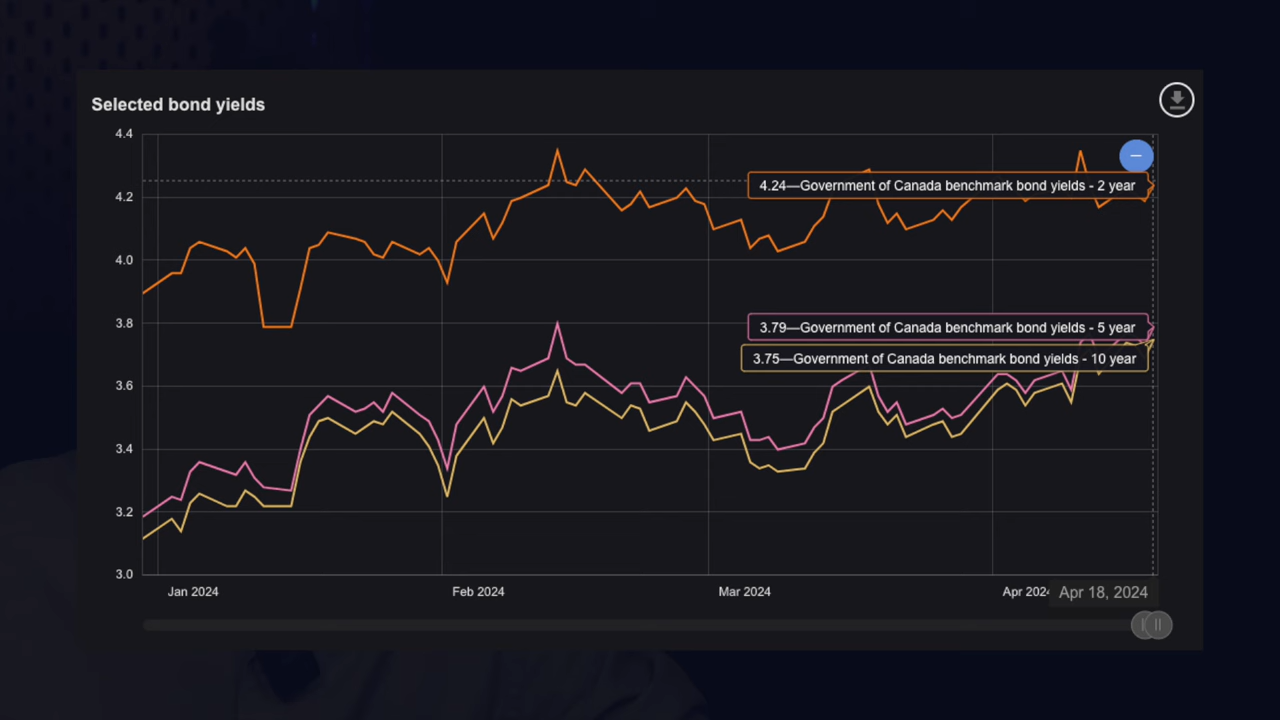 Selected bond yields
4.4
4.2
4.0
3.8
3.6
3.4
3.2
3.0
4.24—Government of Canada benchmark bond yields - 2 year
3.79—Government of Canada benchmark bond yields - 5 year
3.75—Government of Canada benchmark bond yields - 10 year
Jan 2024
Feb 2024
Mar 2024
Apr 2024
Apr 18, 2024